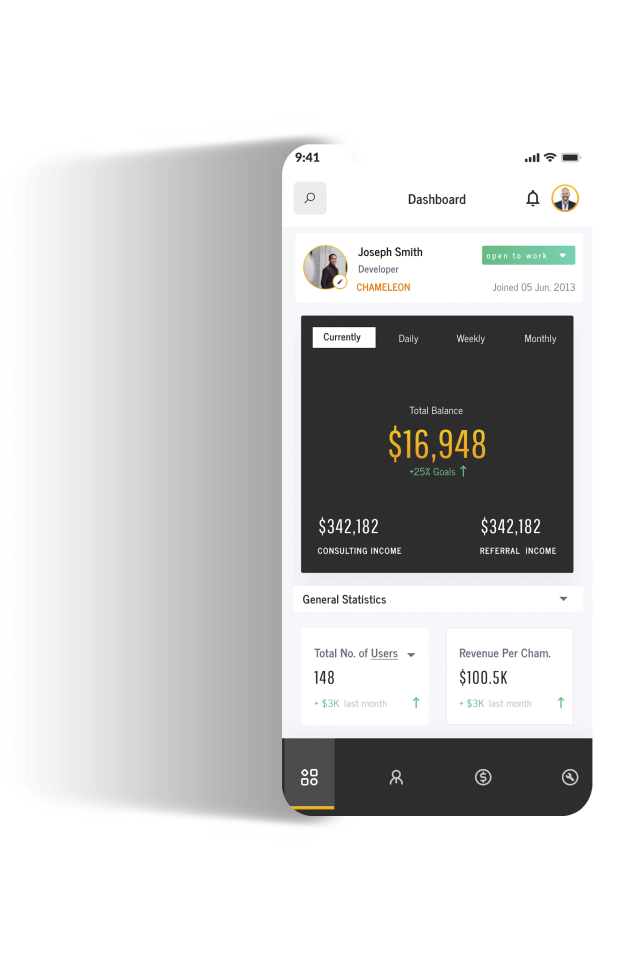 9:41
Dashboard
Joseph Smith
open to work
Developer
CHAMELEON
Joined 05 Jun, 2013
Currently
Daily
Weekly
Monthly
Total Balance
$16,948
+25% Goals
$342,182
$342,182
CONSULTING INCOME
REFERRAL INCOME
General Statistics
Total No. of Users
Revenue Per Cham.
148
$100.5K
+ $3K last month
+ $3K last month